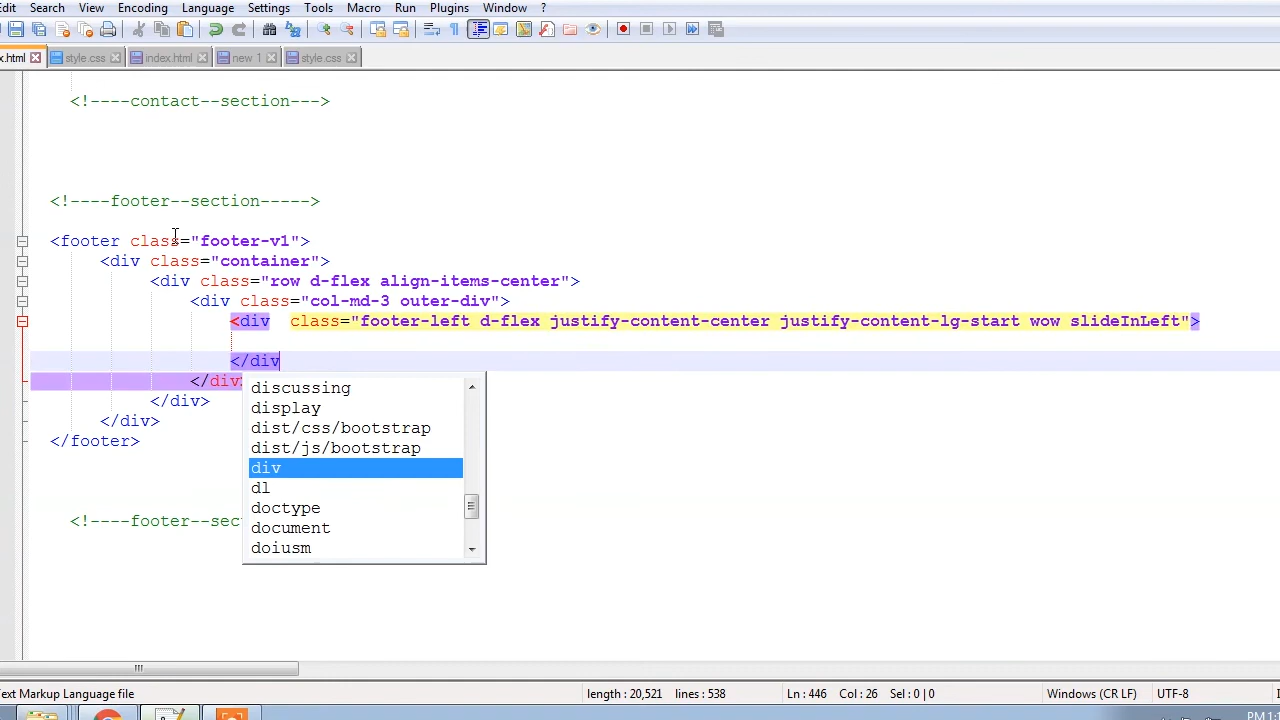 Edit Search View Encoding Language Settings Tools Macro Run Plugins Window ?
x.html style.css index.html new 1 style.css
<!----contact--section--->
<!----footer--section----->
<footer class="footer-v1">
<div class="container">
<div class="row d-flex align-items-center">
<div class="col-md-3 outer-div">
<div  class="footer-left d-flex justify-content-center justify-content-lg-start wow slideInLeft">
</div
</div>
</div>
</div>
</footer>
discussing
display
dist/css/bootstrap
dist/js/bootstrap
div
dl
doctype
document
doiusm
<!----footer--sec
ext Markup Language file length : 20,521 lines : 538 Ln : 446 Col : 26 Sel : 0 | 0 Windows (CR LF) UTF-8